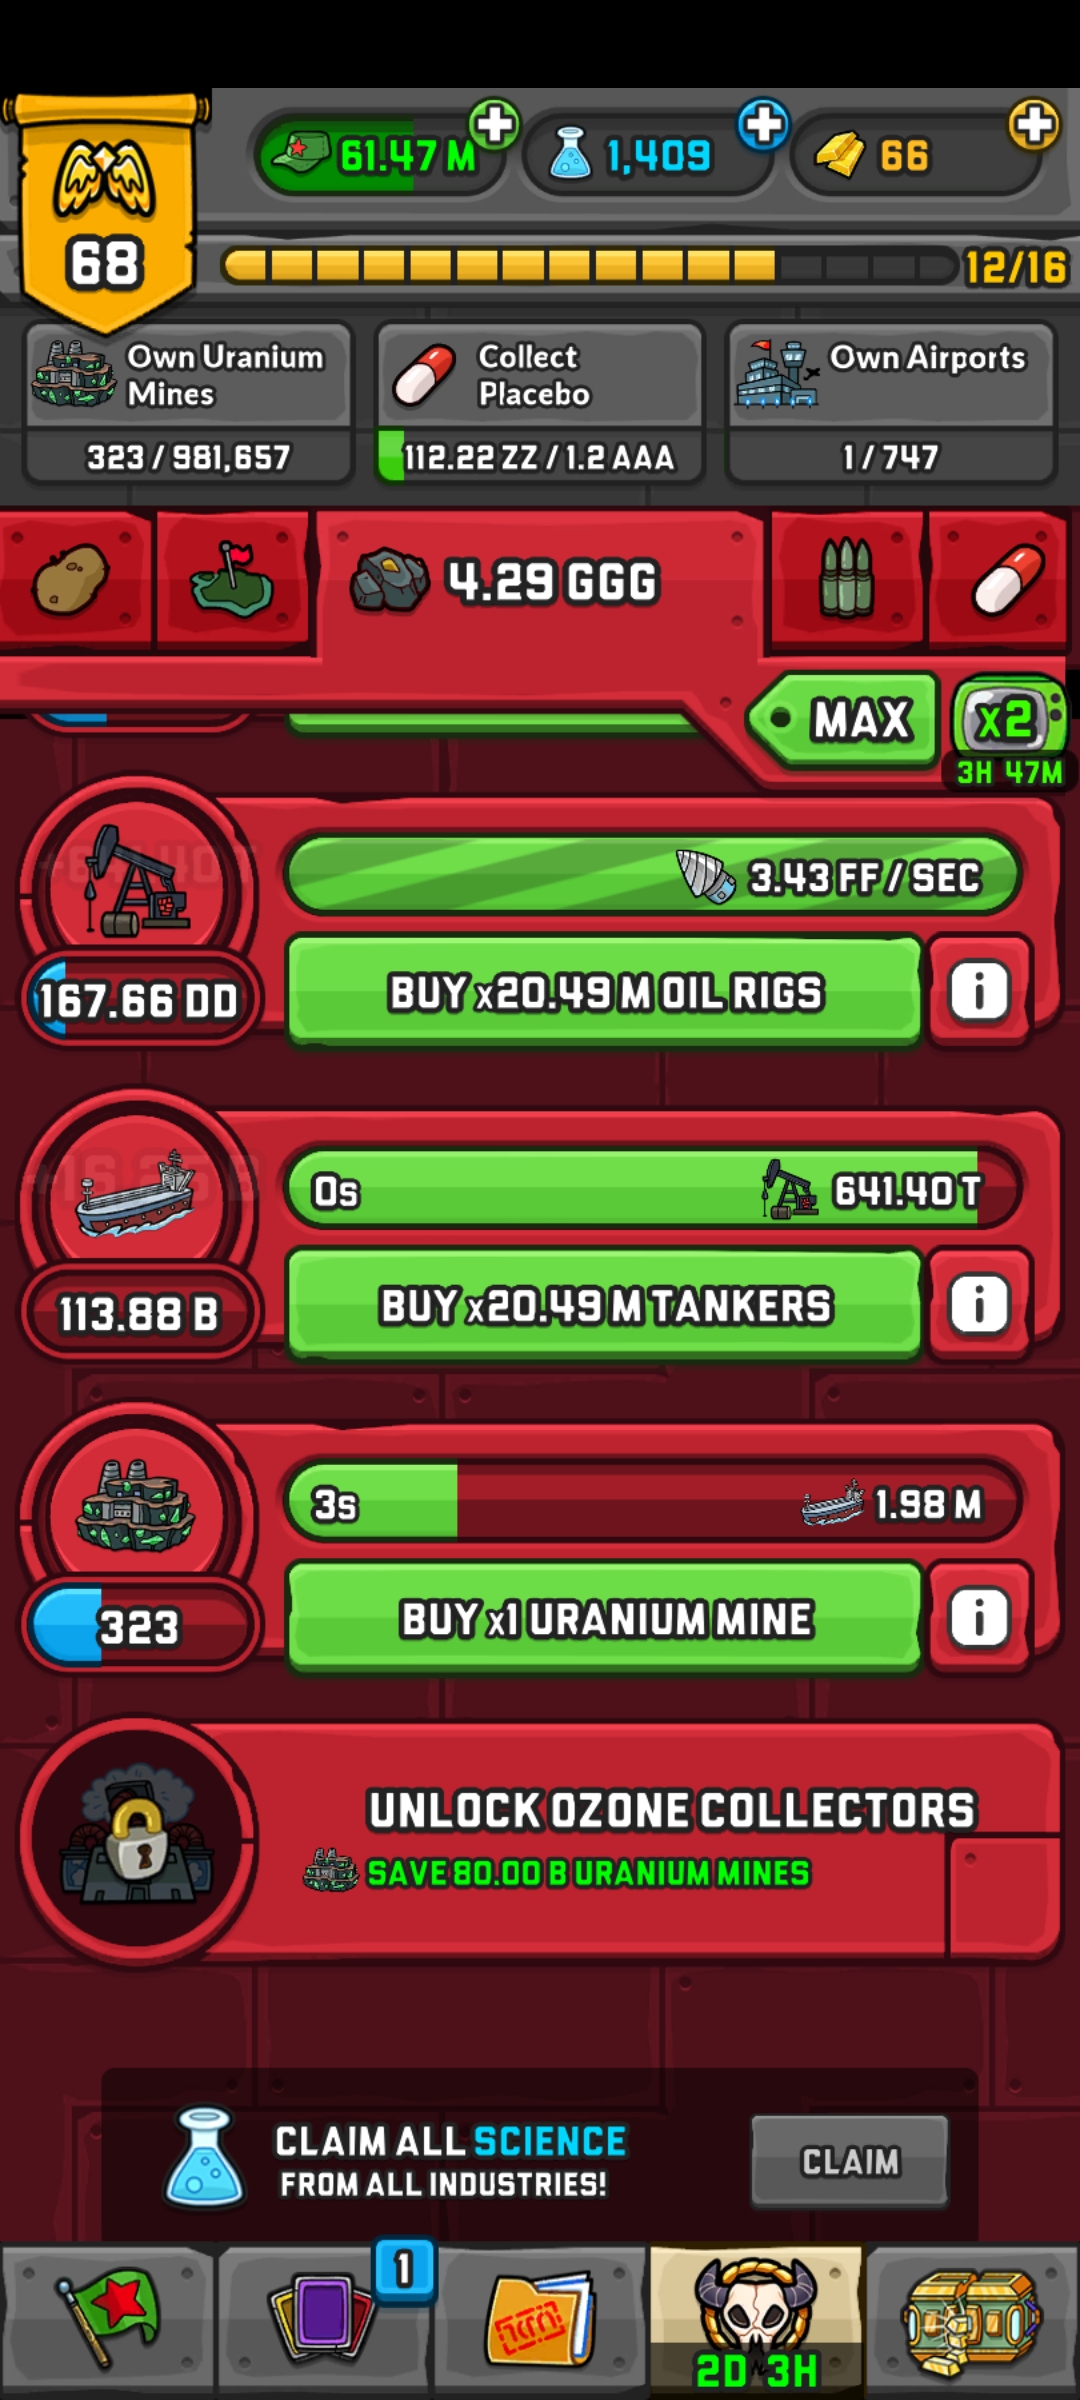 61.47 M
1,409
66
68
12/16
Own Uranium
Mines
323 / 981,657
Collect
Placebo
112.22 ZZ / 1.2 AAA
Own Airports
1 / 747
4.29 GGG
MAX
x2
3H 47M
3.43 FF / SEC
167.66 DD
BUY x20.49 M OIL RIGS
i
0s
641.40 T
113.88 B
BUY x20.49 M TANKERS
i
3s
1.98 M
323
BUY x1 URANIUM MINE
i
UNLOCK OZONE COLLECTORS
SAVE 80.00 B URANIUM MINES
CLAIM ALL SCIENCE
FROM ALL INDUSTRIES!
CLAIM
1
2D 3H